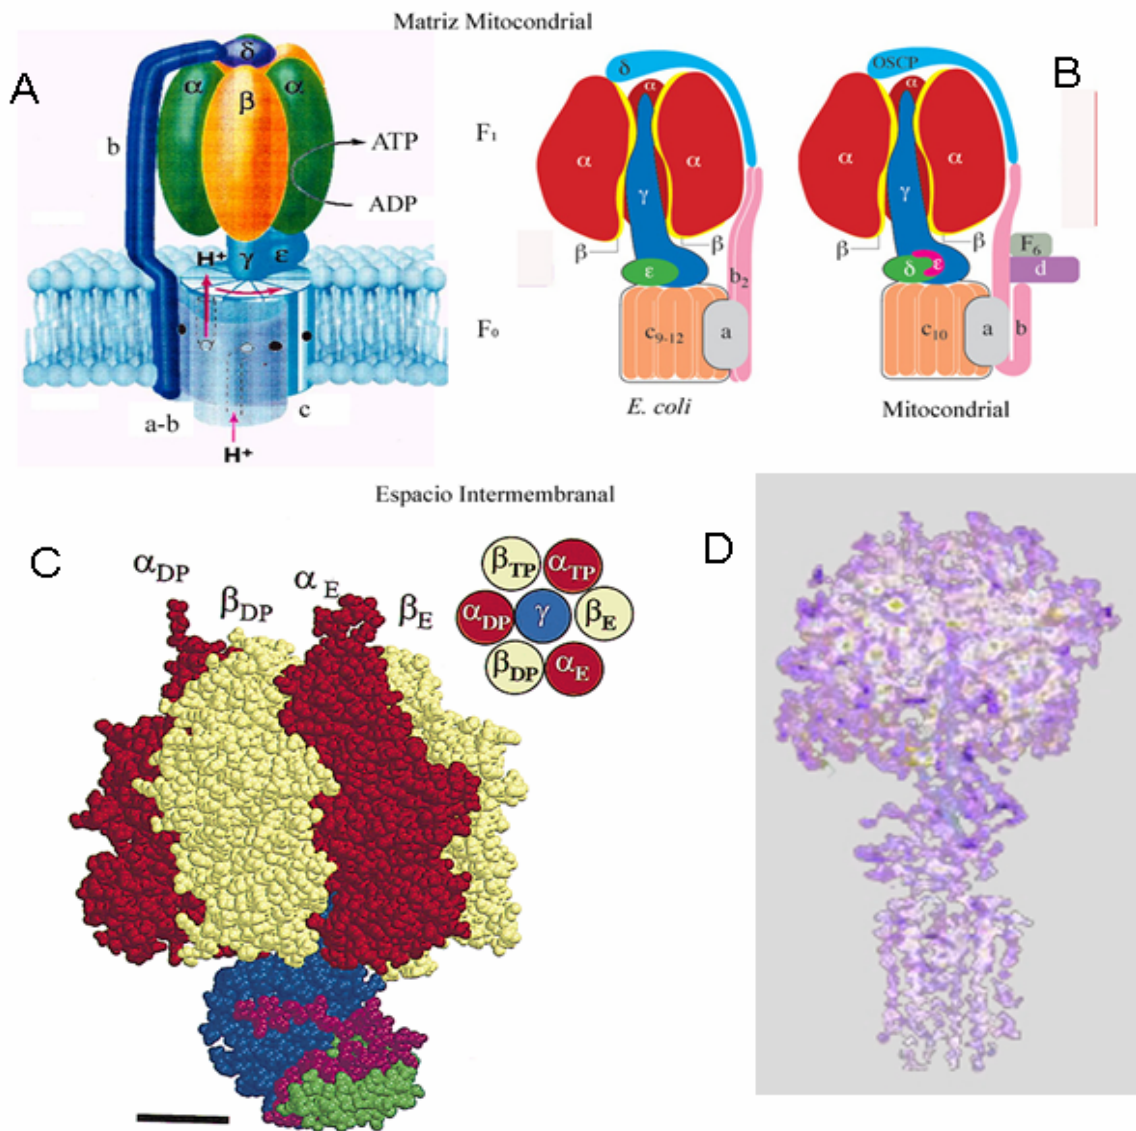 Matriz Mitocondrial
A
δ
α
β
α
b
ATP
ADP
H+
γ
ε
a-b
c
H+
F₁
F₀
B
δ
α
α
α
γ
β
β
ε
b₂
c₉₋₁₂
a
E. coli
OSCP
α
α
α
γ
β
β
F₆
δ
ε
d
c₁₀
a
b
Mitocondrial
Espacio Intermembranal
C
α_DP
β_DP
α_E
β_E
β_TP
α_TP
α_DP
γ
β_E
β_DP
α_E
D